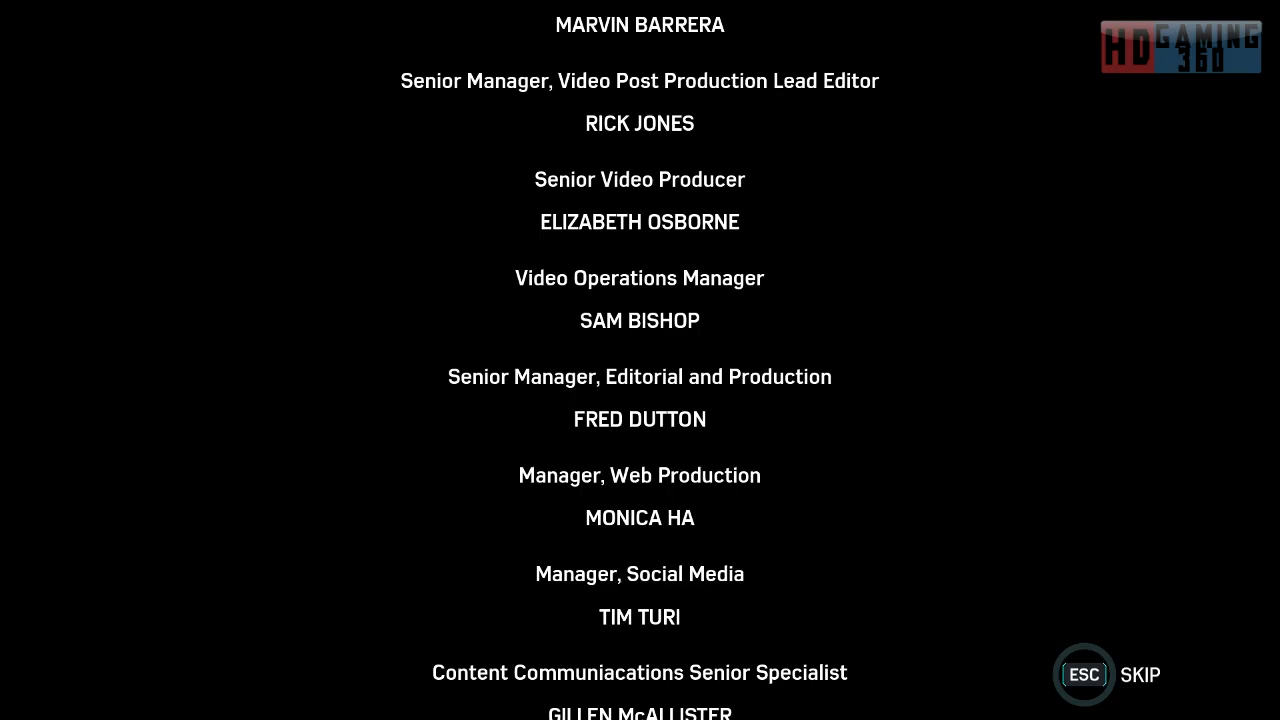 MARVIN BARRERA
HD GAMING 360
Senior Manager, Video Post Production Lead Editor
RICK JONES
Senior Video Producer
ELIZABETH OSBORNE
Video Operations Manager
SAM BISHOP
Senior Manager, Editorial and Production
FRED DUTTON
Manager, Web Production
MONICA HA
Manager, Social Media
TIM TURI
Content Communiacations Senior Specialist
ESC SKIP
GILLEN McALLISTER